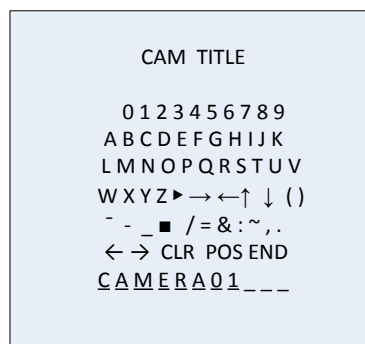 CAM TITLE
0 1 2 3 4 5 6 7 8 9
A B C D E F G H I J K
L M N O P Q R S T U V
W X Y Z ► → ← ↑ ↓ ( )
¯ - _ ■ / = & : ~ , .
← → CLR POS END
C A M E R A 0 1 _ _ _